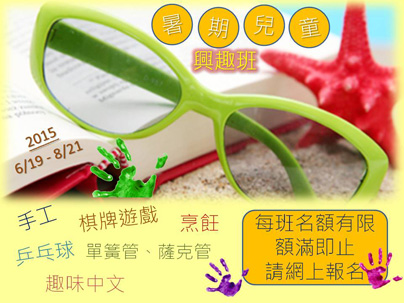 暑期兒童
興趣班
2015
6/19 - 8/21
手工
棋牌遊戲
烹飪
乒乓球
單簧管、薩克管
趣味中文
每班名額有限
額滿即止
請網上報名